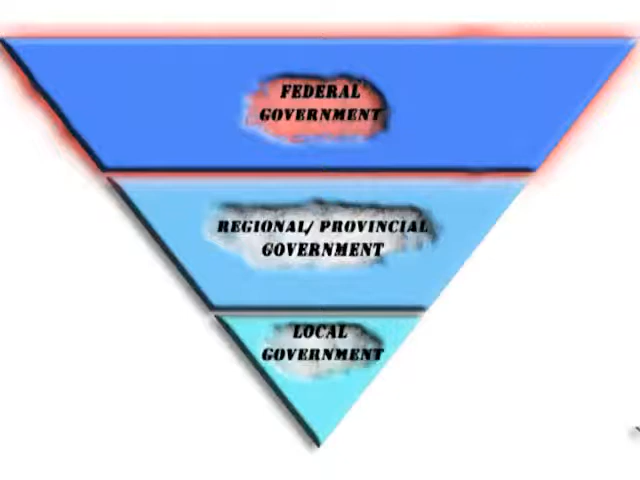 FEDERAL
GOVERNMENT
REGIONAL/ PROVINCIAL
GOVERNMENT
LOCAL
GOVERNMENT